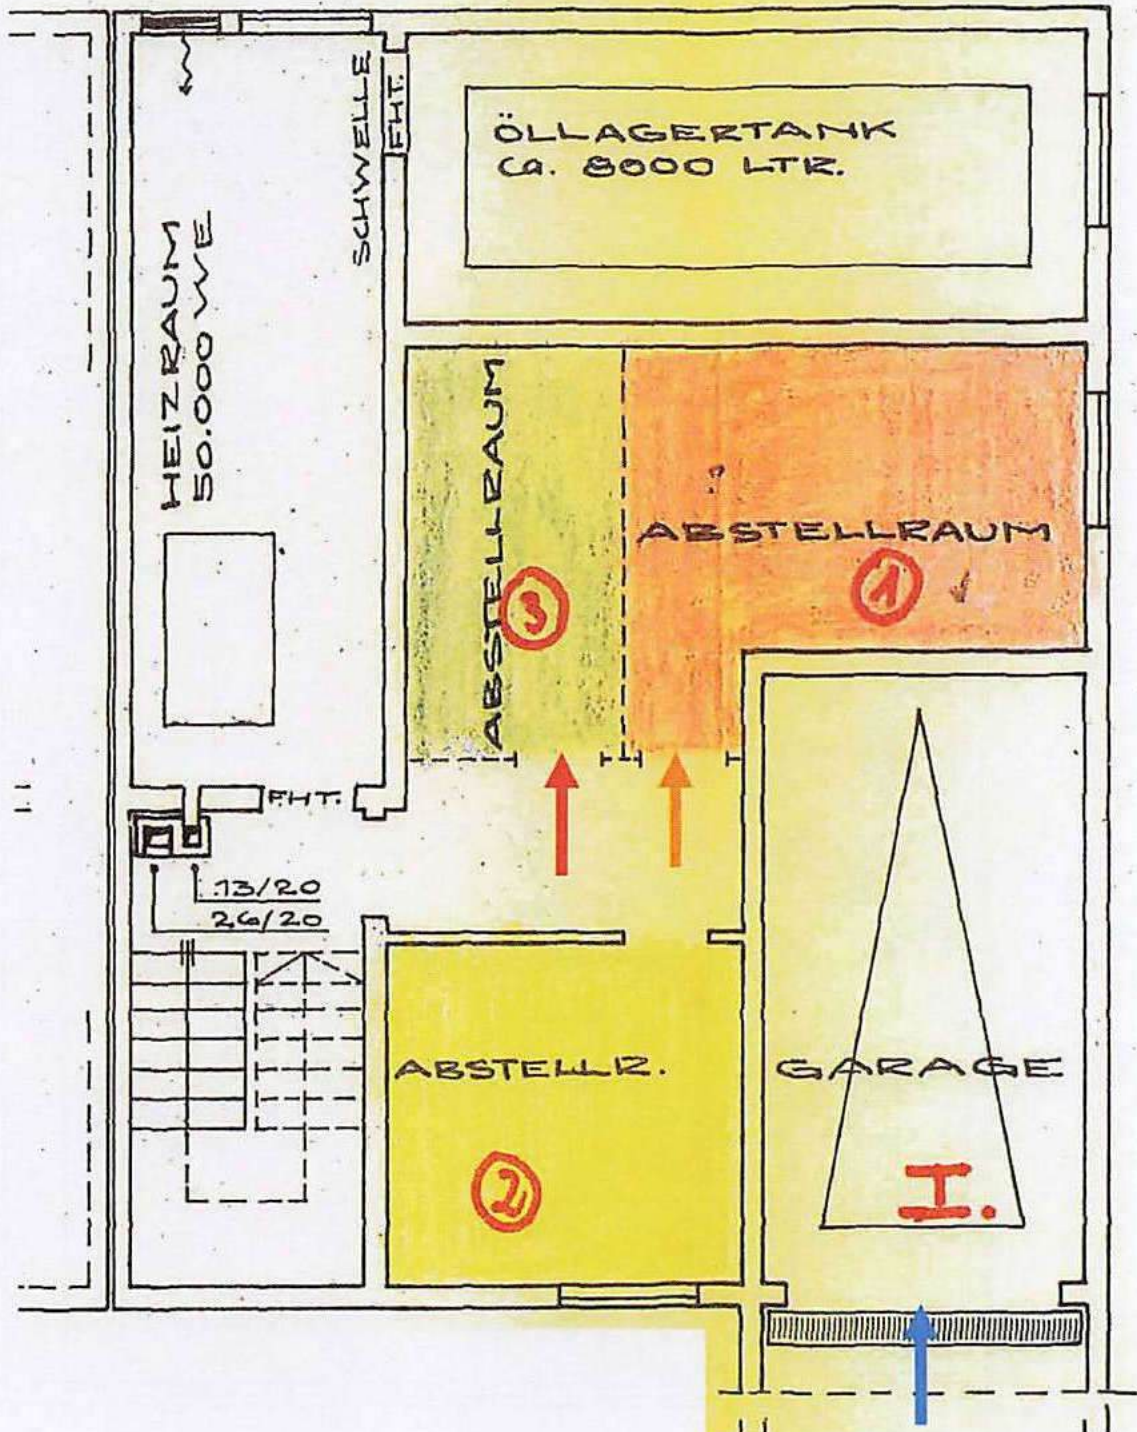 ÖLLAGERTANK
ca. 8000 LTR.
SCHWELLE
FHT.
HEIZRAUM
50.000 WE
ABSTELLRAUM
3
ABSTELLRAUM
1
FHT.
13/20
26/20
ABSTELLR.
2
GARAGE
I.